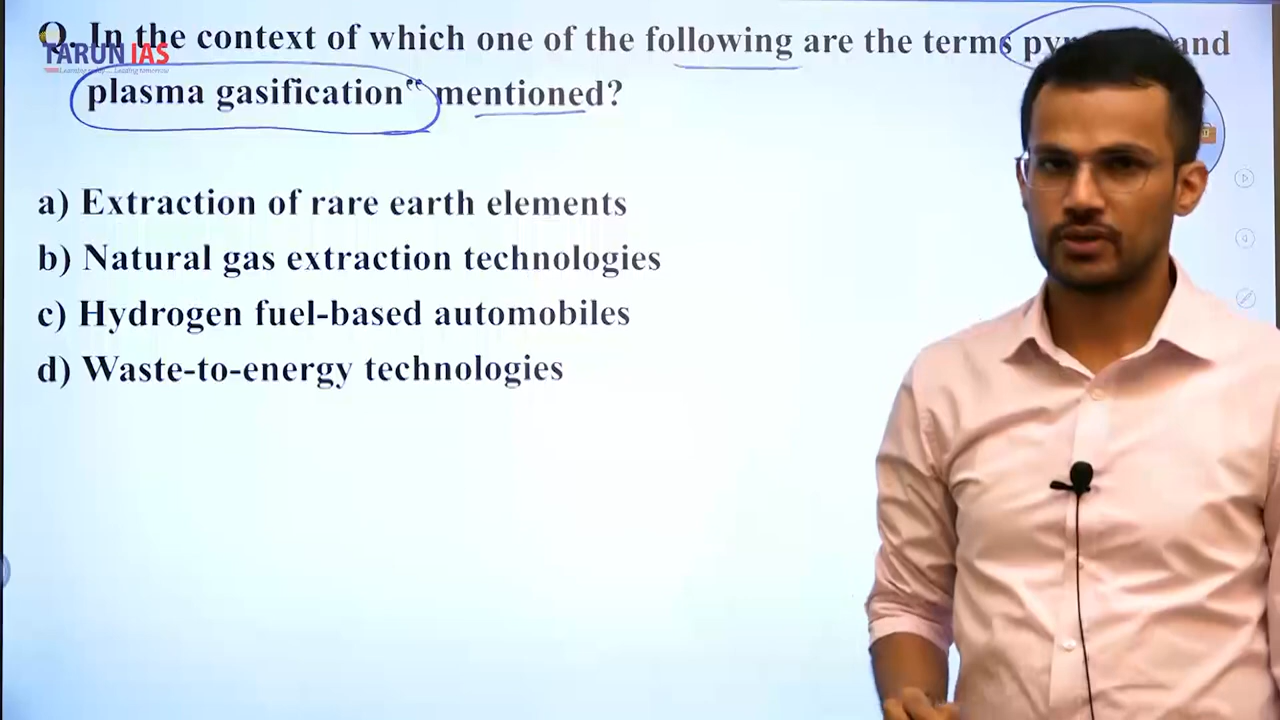 Q. In the context of which one of the following are the terms and
plasma gasification“ mentioned?
TARUN IAS
a) Extraction of rare earth elements
b) Natural gas extraction technologies
c) Hydrogen fuel-based automobiles
d) Waste-to-energy technologies